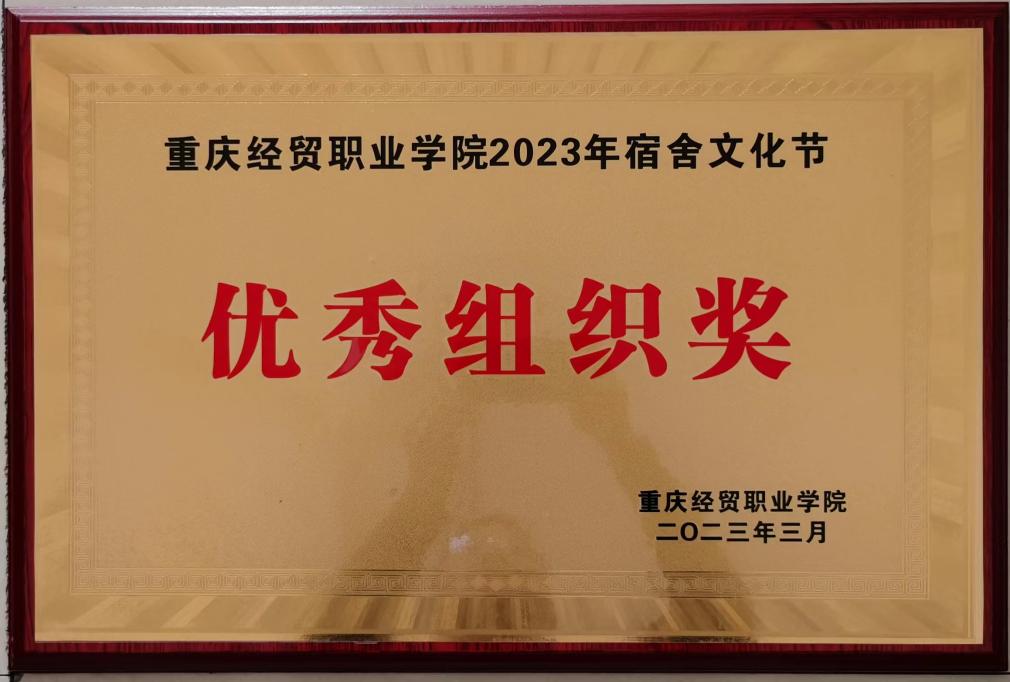 重庆经贸职业学院2023年宿舍文化节
优秀组织奖
重庆经贸职业学院
二〇二三年三月